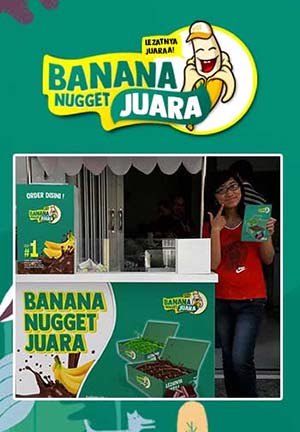 LEZATNYA
JUARAA!
BANANA
NUGGET JUARA
ORDER DISINI !
BANANA
NUGGET JUARA
#1
BANANA
NUGGET
JUARA
BANANA
NUGGET JUARA